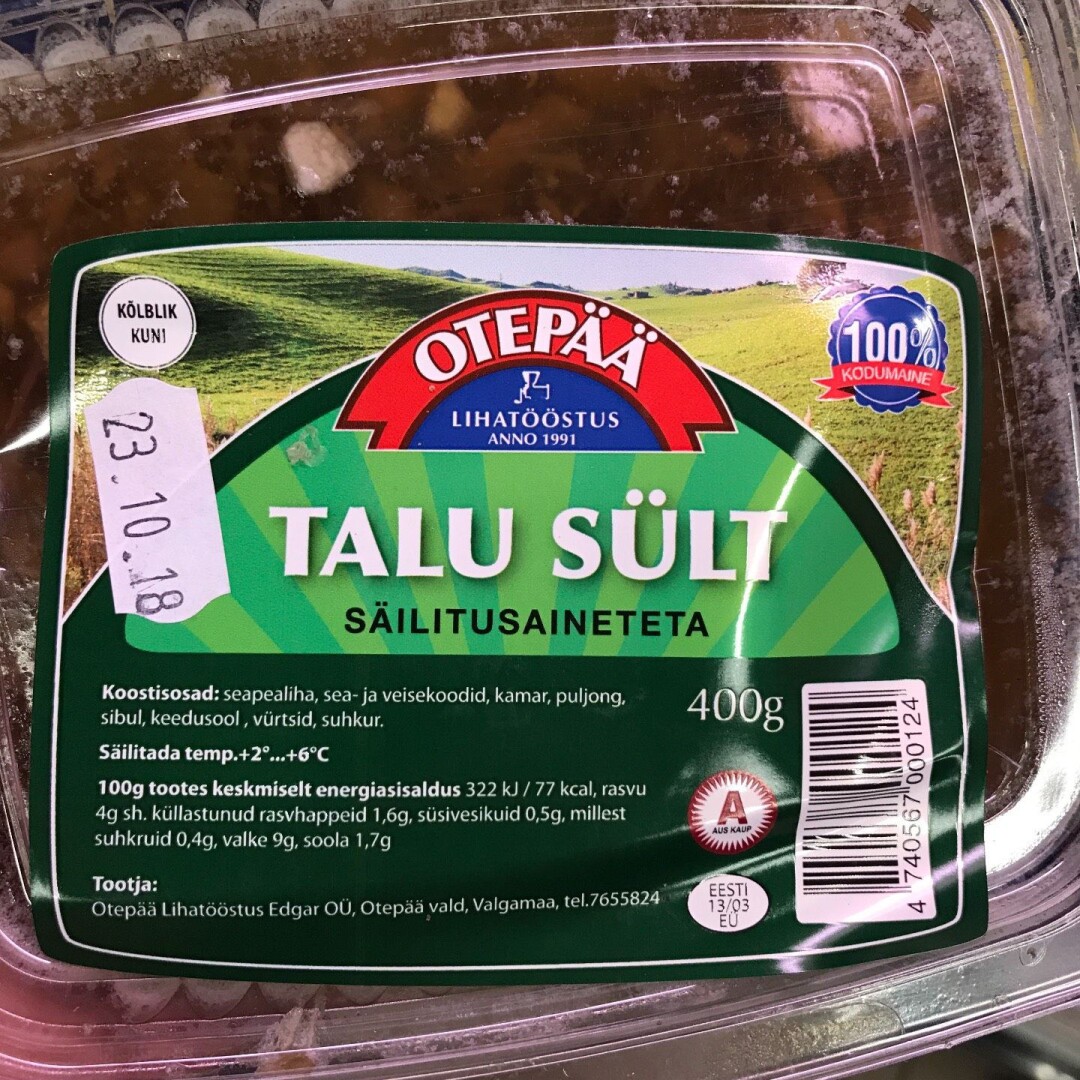 KÕLBLIK
KUNI
23.10.18
OTEPÄÄ
LIHATÖÖSTUS
ANNO 1991
100%
KODUMAINE
TALU SÜLT
SÄILITUSAINETETA
Koostisosad: seapealiha, sea- ja veisekoodid, kamar, puljong,
sibul, keedusool , vürtsid, suhkur.
Säilitada temp.+2°...+6°C
100g tootes keskmiselt energiasisaldus 322 kJ / 77 kcal, rasvu
4g sh. küllastunud rasvhappeid 1,6g, süsivesikuid 0,5g, millest
suhkruid 0,4g, valke 9g, soola 1,7g
Tootja:
Otepää Lihatööstus Edgar OÜ, Otepää vald, Valgamaa, tel.7655824
400g
A
AUS KAUP
EESTI
13/03
EÜ
4 740567 000124